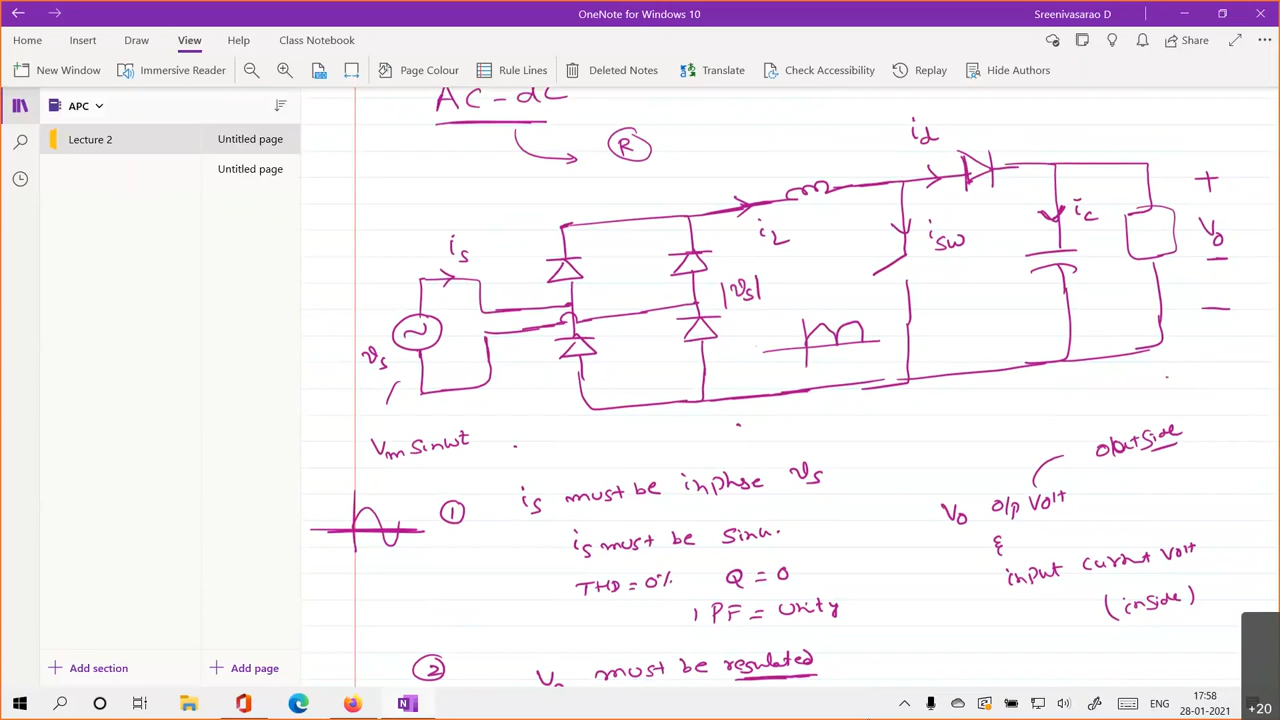 OneNote for Windows 10
Sreenivasarao D
Home Insert Draw View Help Class Notebook
Share
New Window Immersive Reader Page Colour Rule Lines Deleted Notes Translate Check Accessibility Replay Hide Authors
APC
Lecture 2
Untitled page
Untitled page
AC - dC
R
id
iL
isw
ic
+
Vo
−
is
|vs|
vs
Vm sinwt
1
is must be inphse vs
is must be sinu.
THD = 0% Q = 0
PF = Unity
outside
Vo o/p Volt
&
input currnt Volt
(inside)
2
Vo must be regulated
Add section
Add page
ENG
17:58
28-01-2021
+20